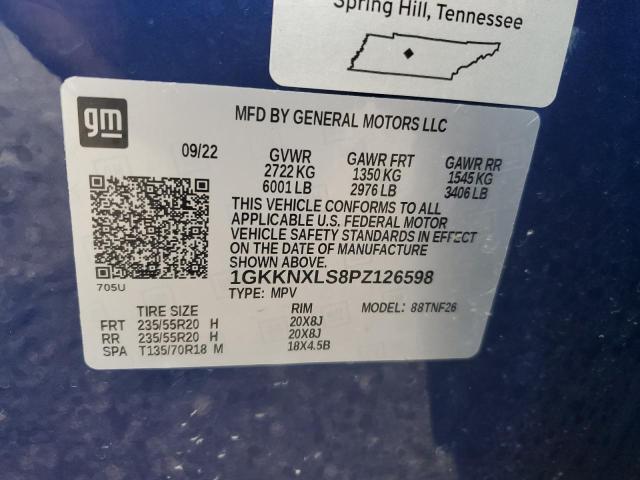 Spring Hill, Tennessee
gm
MFD BY GENERAL MOTORS LLC
09/22 GVWR GAWR FRT GAWR RR
2722 KG 1350 KG 1545 KG
6001 LB 2976 LB 3406 LB
THIS VEHICLE CONFORMS TO ALL
APPLICABLE U.S. FEDERAL MOTOR
VEHICLE SAFETY STANDARDS IN EFFECT
ON THE DATE OF MANUFACTURE
SHOWN ABOVE.
1GKKNXLS8PZ126598
705U
TYPE: MPV
TIRE SIZE RIM MODEL: 88TNF26
FRT 235/55R20 H 20X8J
RR 235/55R20 H 20X8J
SPA T135/70R18 M 18X4.5B